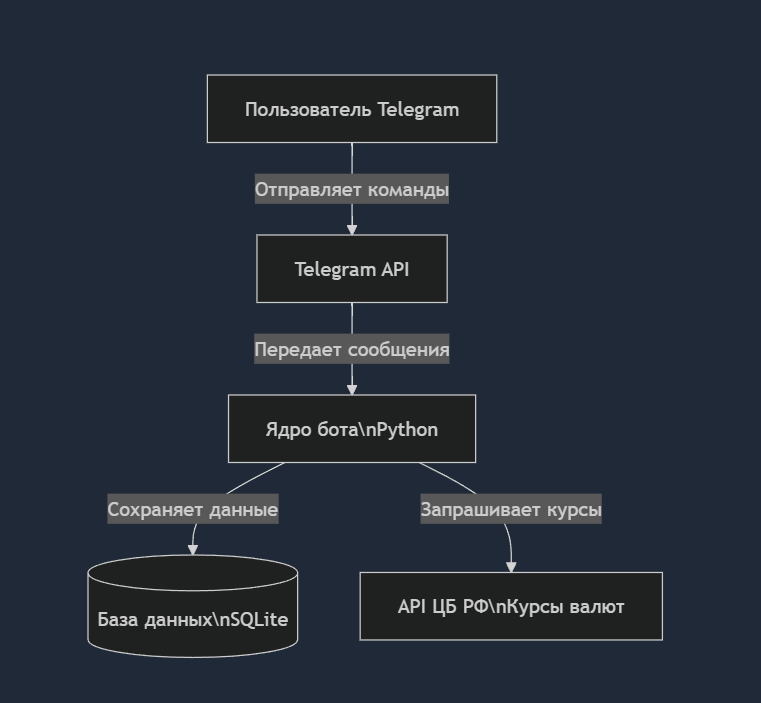 Пользователь Telegram
Отправляет команды
Telegram API
Передает сообщения
Ядро бота\nPython
Сохраняет данные
Запрашивает курсы
База данных\nSQLite
API ЦБ РФ\nКурсы валют